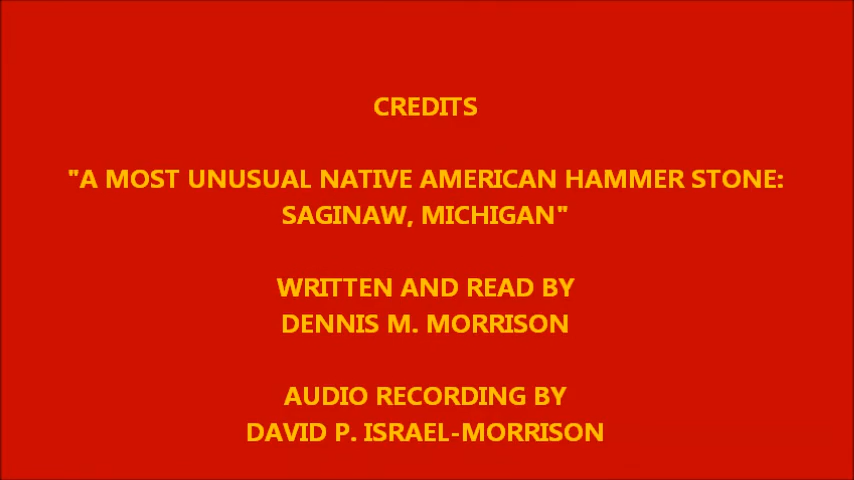 CREDITS
"A MOST UNUSUAL NATIVE AMERICAN HAMMER STONE:
SAGINAW, MICHIGAN"
WRITTEN AND READ BY
DENNIS M. MORRISON
AUDIO RECORDING BY
DAVID P. ISRAEL-MORRISON